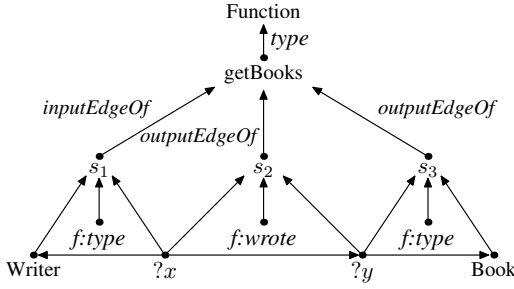 Function
type
getBooks
inputEdgeOf
outputEdgeOf
outputEdgeOf
s1 s2 s3
f:type f:wrote f:type
Writer ?x ?y Book